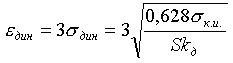 ε_дин = 3σ_дин = 3√(0,628σ_к.и. / Sk_д)